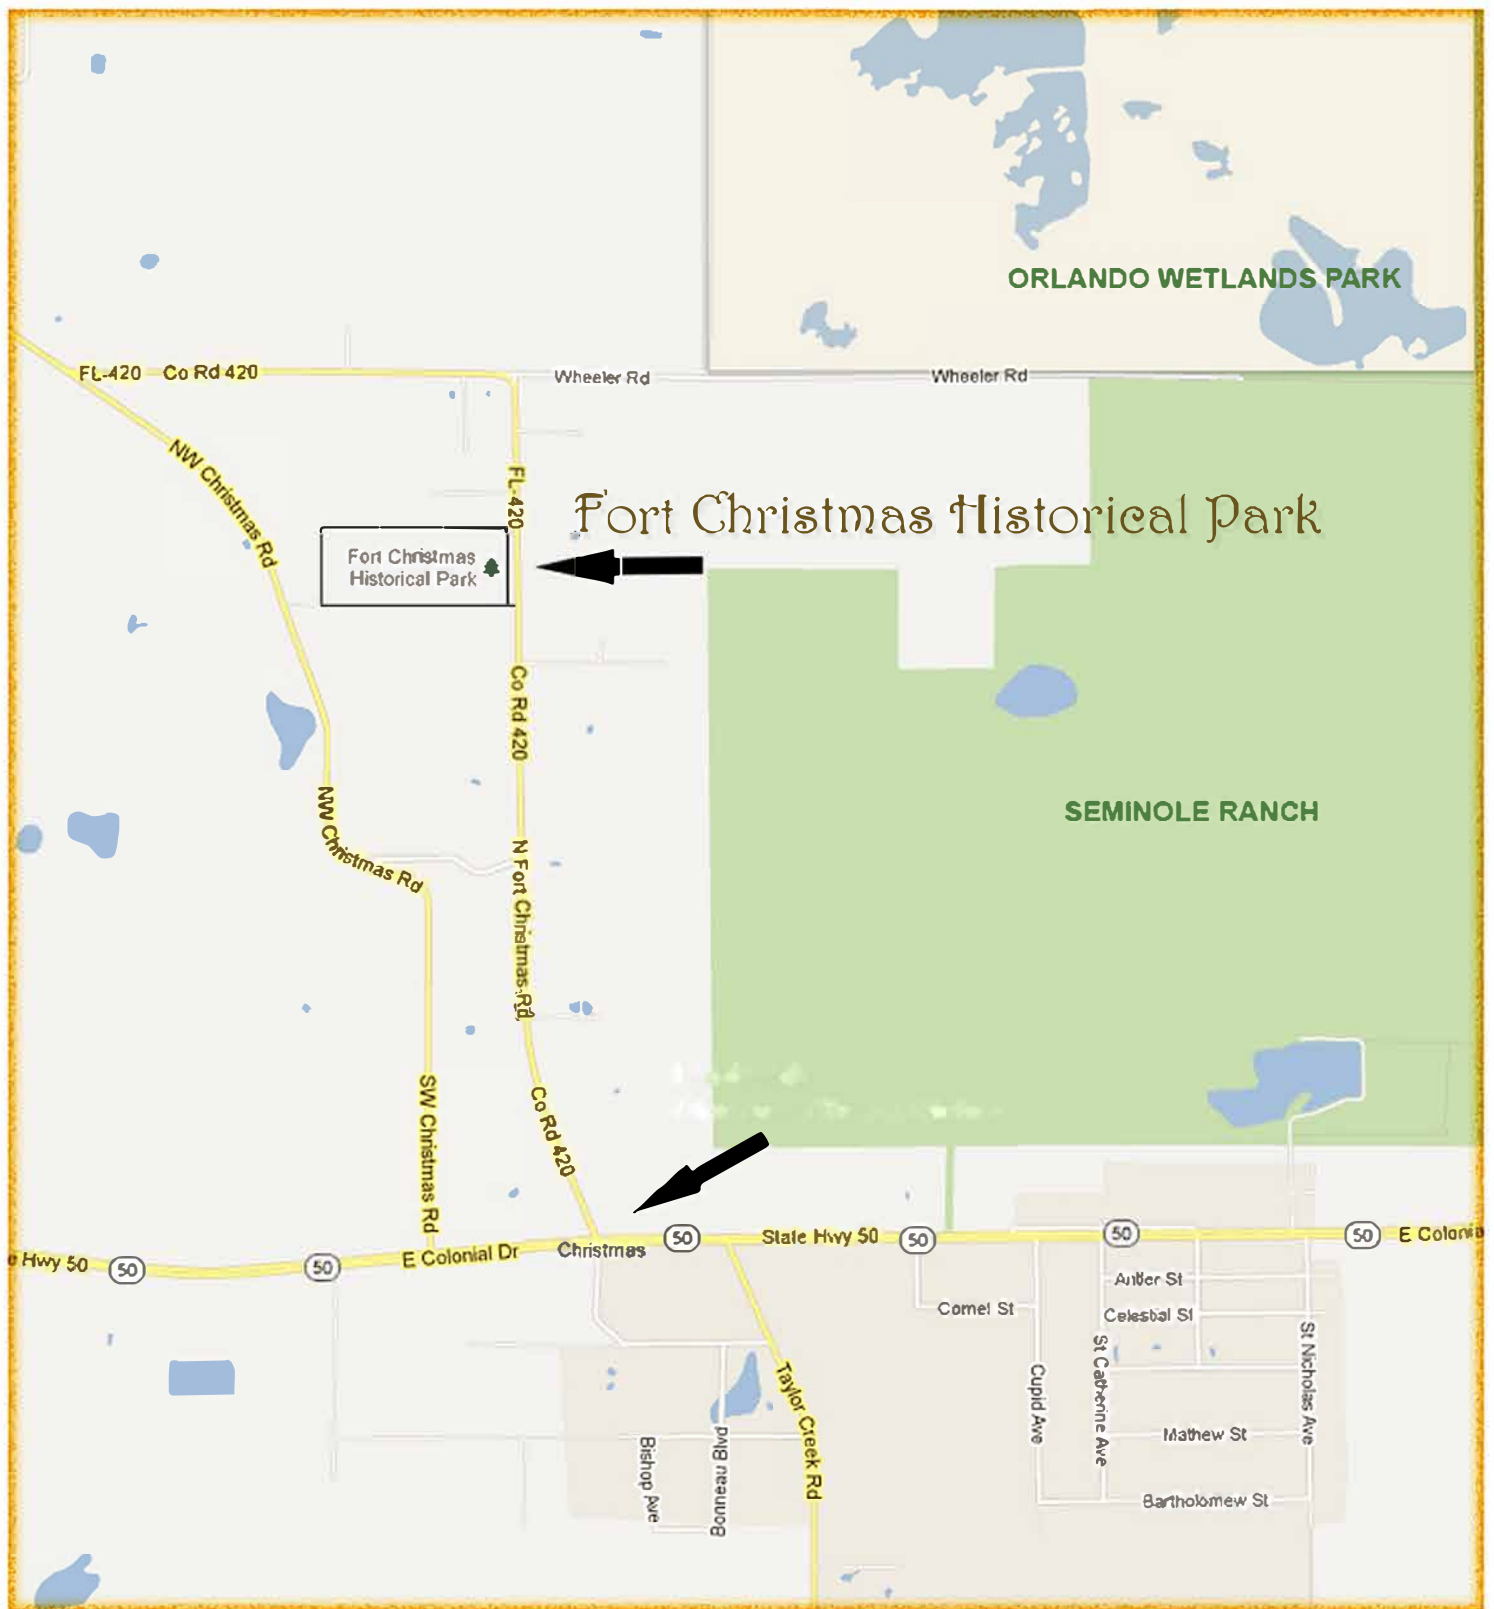 ORLANDO WETLANDS PARK
FL-420
Co Rd 420
Wheeler Rd
Wheeler Rd
NW Christmas Rd
FL-420
Fort Christmas Historical Park
Fort Christmas
Historical Park
Co Rd 420
SEMINOLE RANCH
NW Christmas Rd
N Fort Christmas Rd
SW Christmas Rd
Co Rd 420
e Hwy 50
50
50
E Colonial Dr
Christmas
50
State Hwy 50
50
50
50
E Colonia
Antler St
Comet St
Celestial St
St Nicholas Ave
St Catherine Ave
Cupid Ave
Taylor Creek Rd
Bishop Ave
Bonnean Blvd
Mathew St
Bartholomew St